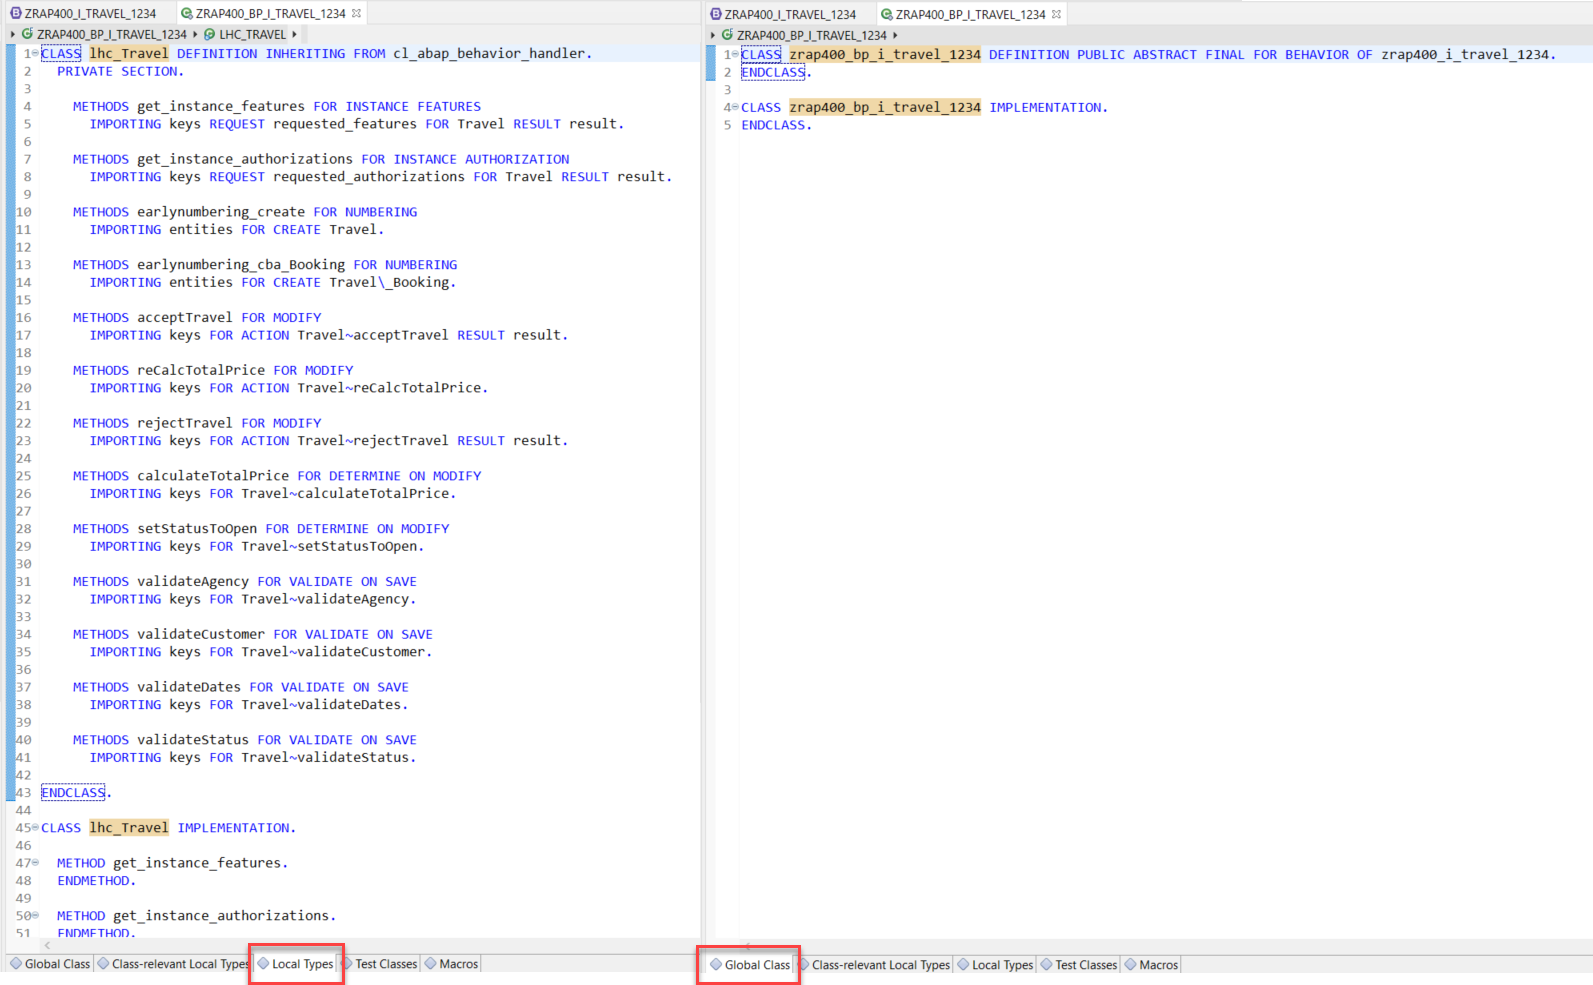 ZRAP400_I_TRAVEL_1234 ZRAP400_BP_I_TRAVEL_1234
ZRAP400_BP_I_TRAVEL_1234 LHC_TRAVEL
1 CLASS lhc_Travel DEFINITION INHERITING FROM cl_abap_behavior_handler.
2 PRIVATE SECTION.
3
4 METHODS get_instance_features FOR INSTANCE FEATURES
5 IMPORTING keys REQUEST requested_features FOR Travel RESULT result.
6
7 METHODS get_instance_authorizations FOR INSTANCE AUTHORIZATION
8 IMPORTING keys REQUEST requested_authorizations FOR Travel RESULT result.
9
10 METHODS earlynumbering_create FOR NUMBERING
11 IMPORTING entities FOR CREATE Travel.
12
13 METHODS earlynumbering_cba_Booking FOR NUMBERING
14 IMPORTING entities FOR CREATE Travel\_Booking.
15
16 METHODS acceptTravel FOR MODIFY
17 IMPORTING keys FOR ACTION Travel~acceptTravel RESULT result.
18
19 METHODS reCalcTotalPrice FOR MODIFY
20 IMPORTING keys FOR ACTION Travel~reCalcTotalPrice.
21
22 METHODS rejectTravel FOR MODIFY
23 IMPORTING keys FOR ACTION Travel~rejectTravel RESULT result.
24
25 METHODS calculateTotalPrice FOR DETERMINE ON MODIFY
26 IMPORTING keys FOR Travel~calculateTotalPrice.
27
28 METHODS setStatusToOpen FOR DETERMINE ON MODIFY
29 IMPORTING keys FOR Travel~setStatusToOpen.
30
31 METHODS validateAgency FOR VALIDATE ON SAVE
32 IMPORTING keys FOR Travel~validateAgency.
33
34 METHODS validateCustomer FOR VALIDATE ON SAVE
35 IMPORTING keys FOR Travel~validateCustomer.
36
37 METHODS validateDates FOR VALIDATE ON SAVE
38 IMPORTING keys FOR Travel~validateDates.
39
40 METHODS validateStatus FOR VALIDATE ON SAVE
41 IMPORTING keys FOR Travel~validateStatus.
42
43 ENDCLASS.
44
45 CLASS lhc_Travel IMPLEMENTATION.
46
47 METHOD get_instance_features.
48 ENDMETHOD.
49
50 METHOD get_instance_authorizations.
51 ENDMETHOD.
Global Class Class-relevant Local Types Local Types Test Classes Macros
ZRAP400_I_TRAVEL_1234 ZRAP400_BP_I_TRAVEL_1234
ZRAP400_BP_I_TRAVEL_1234
1 CLASS zrap400_bp_i_travel_1234 DEFINITION PUBLIC ABSTRACT FINAL FOR BEHAVIOR OF zrap400_i_travel_1234.
2 ENDCLASS.
3
4 CLASS zrap400_bp_i_travel_1234 IMPLEMENTATION.
5 ENDCLASS.
Global Class Class-relevant Local Types Local Types Test Classes Macros